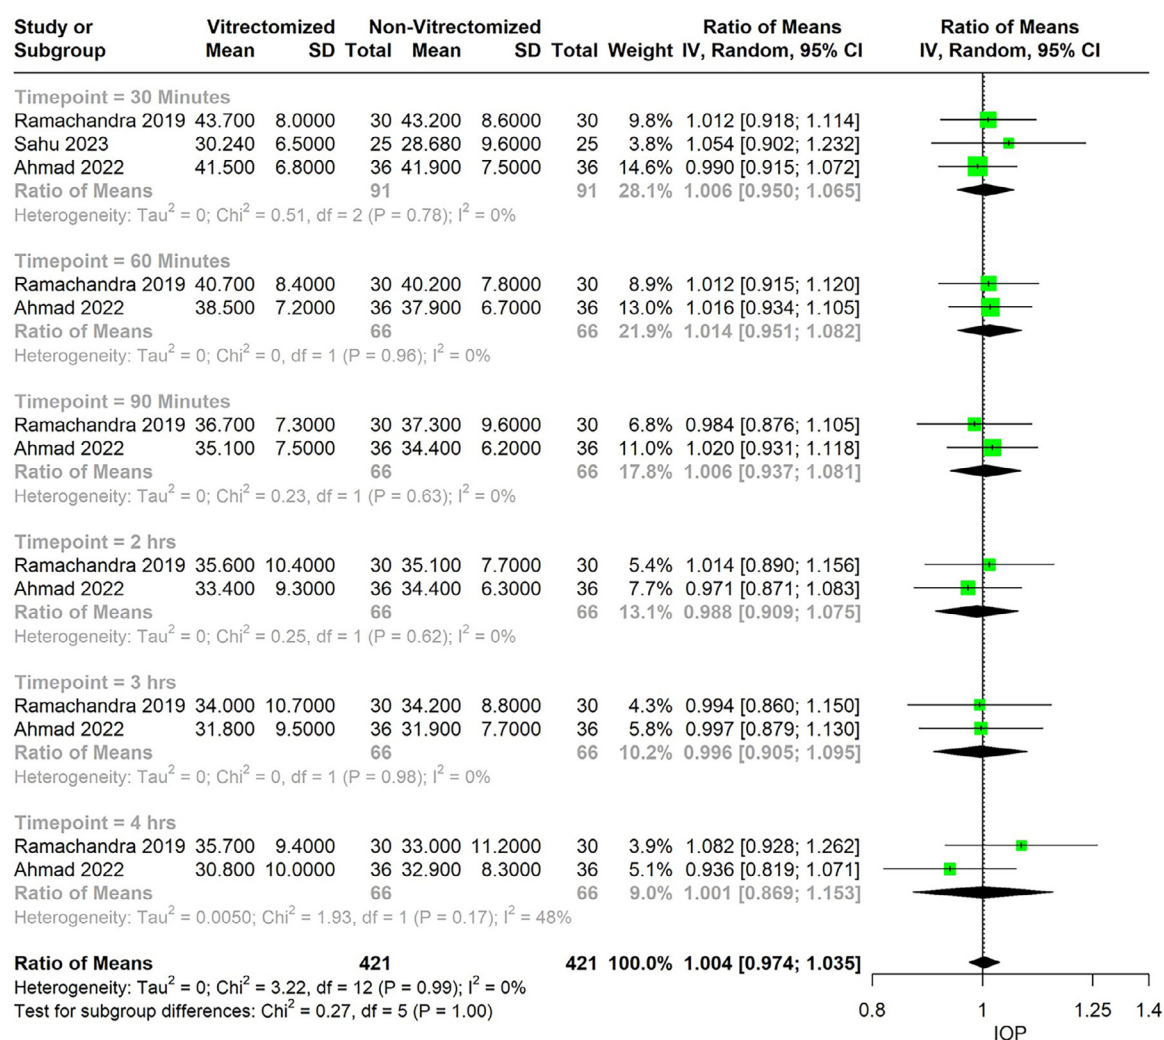 Study or Vitrectomized Non-Vitrectomized Ratio of Means Ratio of Means
Subgroup Mean SD Total Mean SD Total Weight IV, Random, 95% CI IV, Random, 95% CI
Timepoint = 30 Minutes
Ramachandra 2019 43.700 8.0000 30 43.200 8.6000 30 9.8% 1.012 [0.918; 1.114]
Sahu 2023 30.240 6.5000 25 28.680 9.6000 25 3.8% 1.054 [0.902; 1.232]
Ahmad 2022 41.500 6.8000 36 41.900 7.5000 36 14.6% 0.990 [0.915; 1.072]
Ratio of Means 91 91 28.1% 1.006 [0.950; 1.065]
Heterogeneity: Tau² = 0; Chi² = 0.51, df = 2 (P = 0.78); I² = 0%
Timepoint = 60 Minutes
Ramachandra 2019 40.700 8.4000 30 40.200 7.8000 30 8.9% 1.012 [0.915; 1.120]
Ahmad 2022 38.500 7.2000 36 37.900 6.7000 36 13.0% 1.016 [0.934; 1.105]
Ratio of Means 66 66 21.9% 1.014 [0.951; 1.082]
Heterogeneity: Tau² = 0; Chi² = 0, df = 1 (P = 0.96); I² = 0%
Timepoint = 90 Minutes
Ramachandra 2019 36.700 7.3000 30 37.300 9.6000 30 6.8% 0.984 [0.876; 1.105]
Ahmad 2022 35.100 7.5000 36 34.400 6.2000 36 11.0% 1.020 [0.931; 1.118]
Ratio of Means 66 66 17.8% 1.006 [0.937; 1.081]
Heterogeneity: Tau² = 0; Chi² = 0.23, df = 1 (P = 0.63); I² = 0%
Timepoint = 2 hrs
Ramachandra 2019 35.600 10.4000 30 35.100 7.7000 30 5.4% 1.014 [0.890; 1.156]
Ahmad 2022 33.400 9.3000 36 34.400 6.3000 36 7.7% 0.971 [0.871; 1.083]
Ratio of Means 66 66 13.1% 0.988 [0.909; 1.075]
Heterogeneity: Tau² = 0; Chi² = 0.25, df = 1 (P = 0.62); I² = 0%
Timepoint = 3 hrs
Ramachandra 2019 34.000 10.7000 30 34.200 8.8000 30 4.3% 0.994 [0.860; 1.150]
Ahmad 2022 31.800 9.5000 36 31.900 7.7000 36 5.8% 0.997 [0.879; 1.130]
Ratio of Means 66 66 10.2% 0.996 [0.905; 1.095]
Heterogeneity: Tau² = 0; Chi² = 0, df = 1 (P = 0.98); I² = 0%
Timepoint = 4 hrs
Ramachandra 2019 35.700 9.4000 30 33.000 11.2000 30 3.9% 1.082 [0.928; 1.262]
Ahmad 2022 30.800 10.0000 36 32.900 8.3000 36 5.1% 0.936 [0.819; 1.071]
Ratio of Means 66 66 9.0% 1.001 [0.869; 1.153]
Heterogeneity: Tau² = 0.0050; Chi² = 1.93, df = 1 (P = 0.17); I² = 48%
Ratio of Means 421 421 100.0% 1.004 [0.974; 1.035]
Heterogeneity: Tau² = 0; Chi² = 3.22, df = 12 (P = 0.99); I² = 0%
Test for subgroup differences: Chi² = 0.27, df = 5 (P = 1.00)
0.8 1 1.25 1.4
IOP